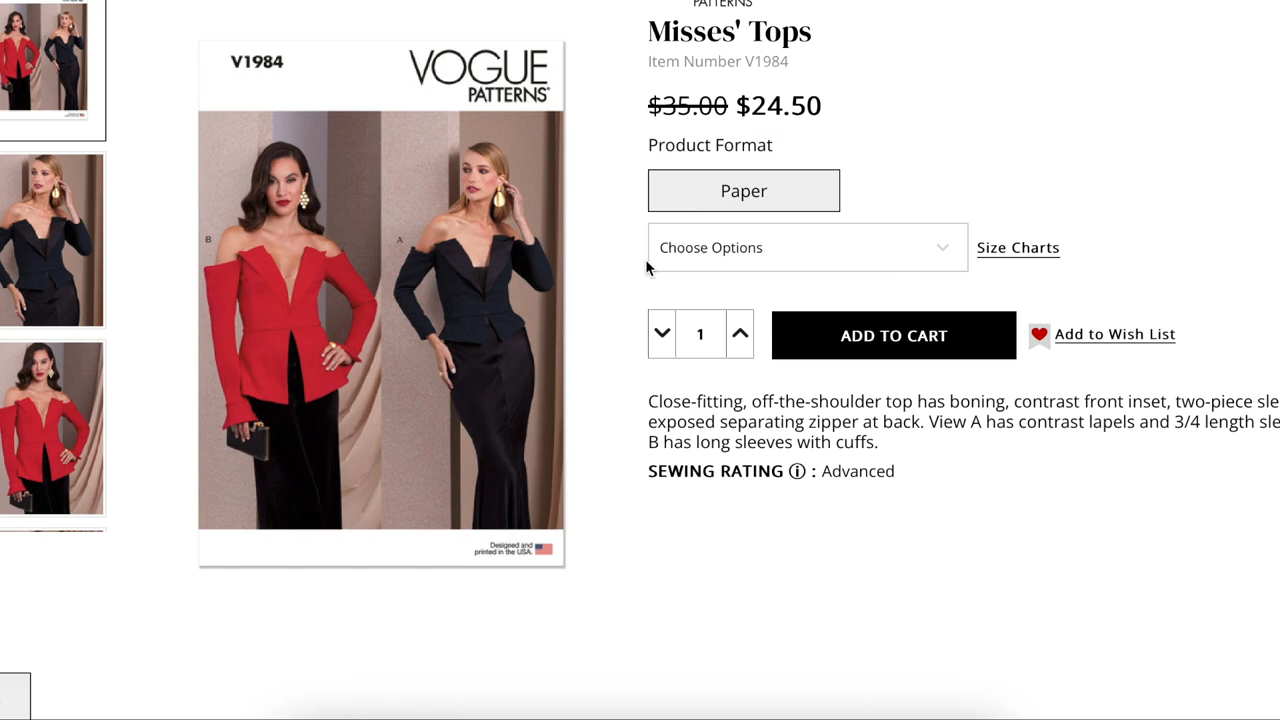 PATTERNS
Misses' Tops
Item Number V1984
$35.00 $24.50
Product Format
Paper
Choose Options
Size Charts
1
ADD TO CART
Add to Wish List
Close-fitting, off-the-shoulder top has boning, contrast front inset, two-piece sle
exposed separating zipper at back. View A has contrast lapels and 3/4 length sle
B has long sleeves with cuffs.
SEWING RATING ⓘ : Advanced
V1984
VOGUE
PATTERNS®
B
A
Designed and
printed in the USA.